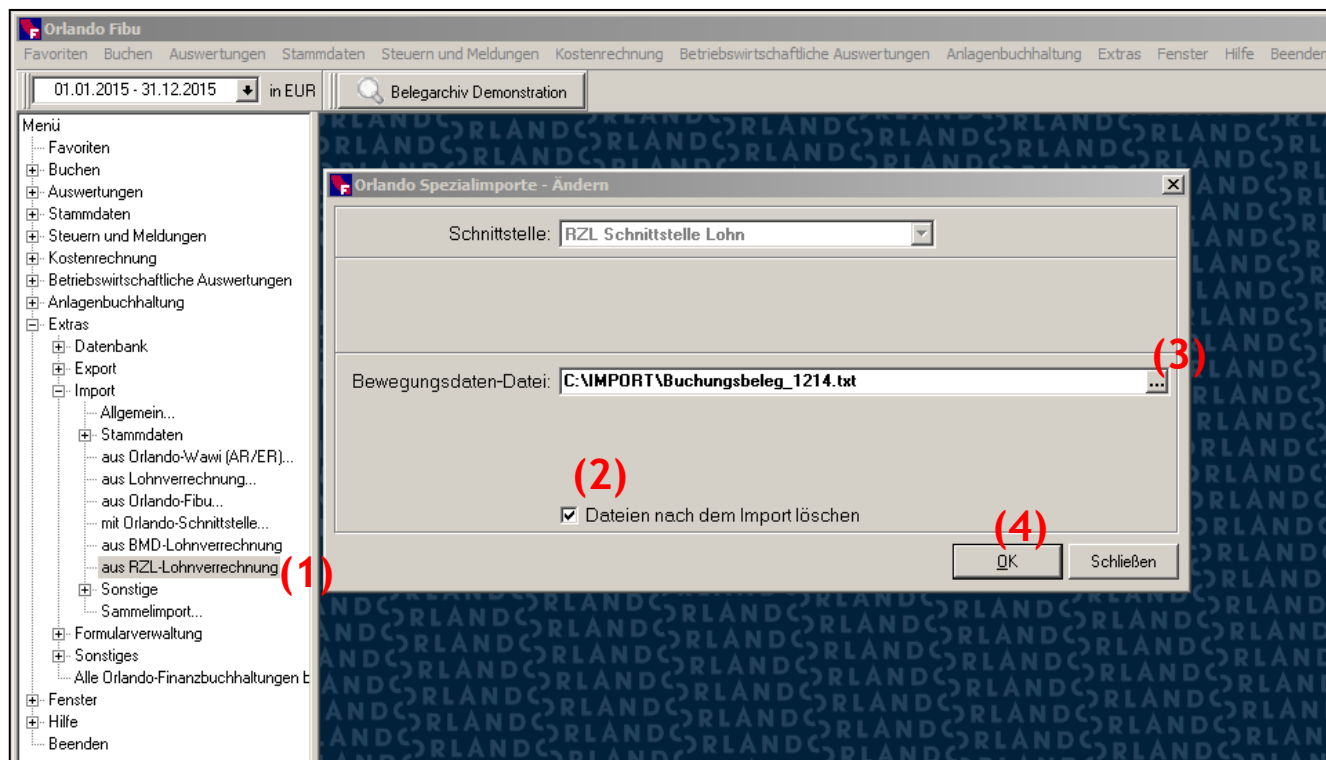 Orlando Fibu
Favoriten Buchen Auswertungen Stammdaten Steuern und Meldungen Kostenrechnung Betriebswirtschaftliche Auswertungen Anlagenbuchhaltung Extras Fenster Hilfe Beenden
01.01.2015 - 31.12.2015 in EUR Belegarchiv Demonstration
Menü
Favoriten
Buchen
Auswertungen
Stammdaten
Steuern und Meldungen
Kostenrechnung
Betriebswirtschaftliche Auswertungen
Anlagenbuchhaltung
Extras
Datenbank
Export
Import
Allgemein...
Stammdaten
aus Orlando-Wawi (AR/ER)...
aus Lohnverrechnung...
aus Orlando-Fibu...
mit Orlando-Schnittstelle...
aus BMD-Lohnverrechnung
aus RZL-Lohnverrechnung (1)
Sonstige
Sammelimport...
Formularverwaltung
Sonstiges
Alle Orlando-Finanzbuchhaltungen b
Fenster
Hilfe
Beenden
Orlando Spezialimporte - Ändern
Schnittstelle: RZL Schnittstelle Lohn
(3)
Bewegungsdaten-Datei: C:\IMPORT\Buchungsbeleg_1214.txt ...
(2)
Dateien nach dem Import löschen
(4)
OK Schließen